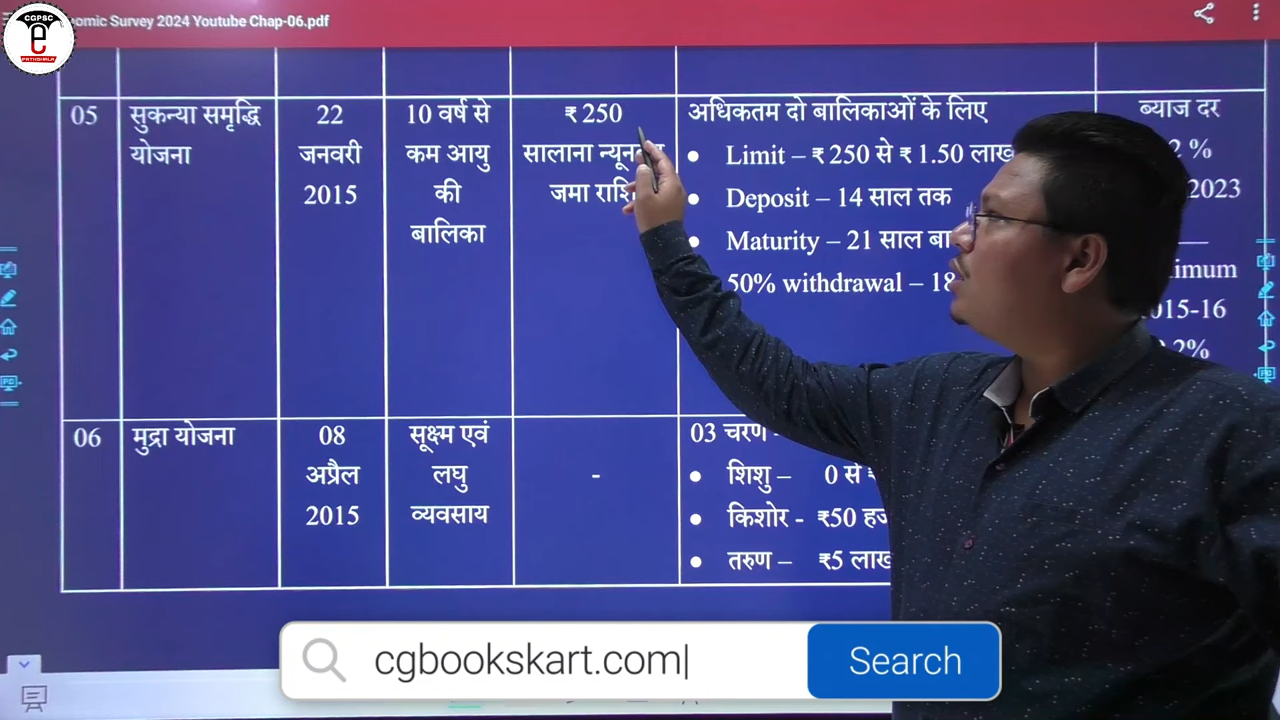 CGPSC
e
PATHSHALA
omic Survey 2024 Youtube Chap-06.pdf
05
सुकन्या समृद्धि
योजना
22
जनवरी
2015
10 वर्ष से
कम आयु
की
बालिका
₹ 250
सालाना
जमा
अधिकतम दो बालिकाओं के लिए
• Limit – ₹ 250 से ₹ 1.50 लाख
• Deposit – 14 साल तक
• Maturity – 21 साल
50% withdrawal – 18
ब्याज दर
2 %
2023
imum
015-16
.2%
06
मुद्रा योजना
08
अप्रैल
2015
सूक्ष्म एवं
लघु
व्यवसाय
-
03 चरण
• शिशु – 0 से
• किशोर - ₹50
• तरुण – ₹5 लाख
cgbookskart.com
Search